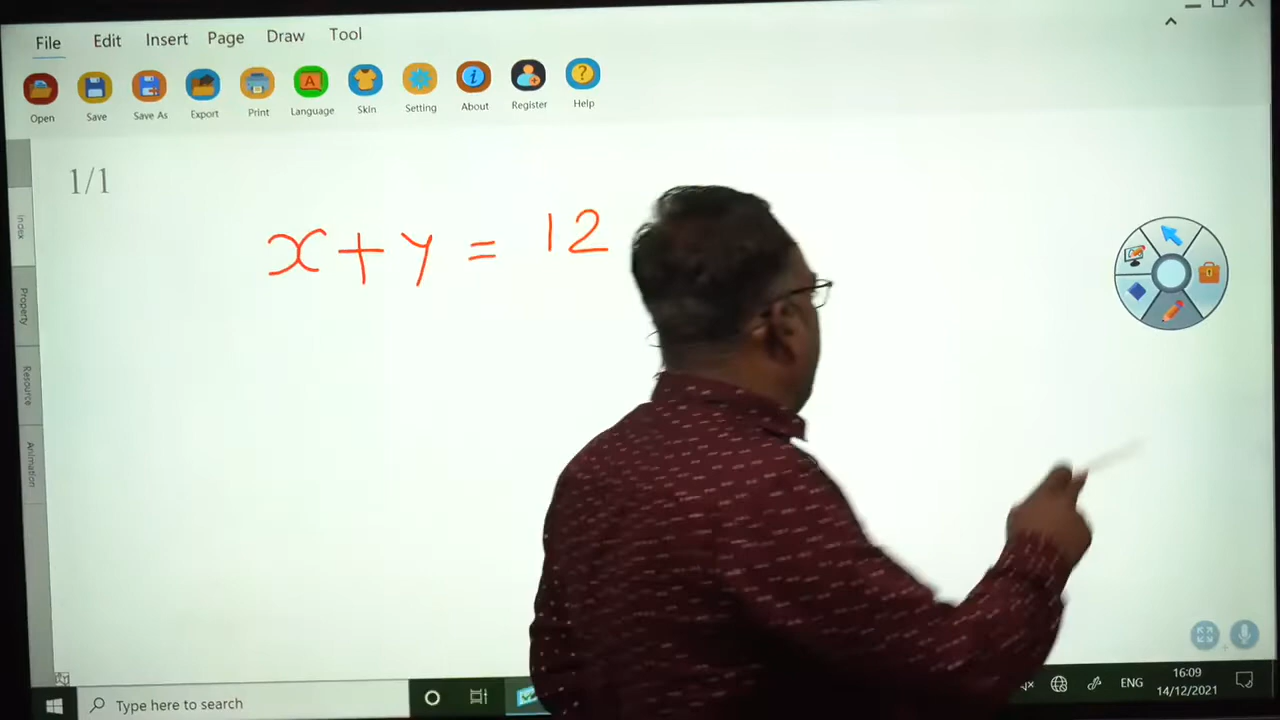 File Edit Insert Page Draw Tool
Open Save Save As Export Print Language Skin Setting About Register Help
1/1
x + y = 12
Index
Property
Resource
Animation
Type here to search
ENG
16:09
14/12/2021